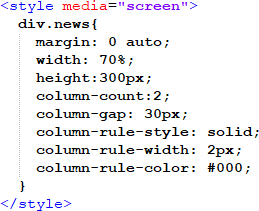 <style media="screen">
div.news{
margin: 0 auto;
width: 70%;
height:300px;
column-count:2;
column-gap: 30px;
column-rule-style: solid;
column-rule-width: 2px;
column-rule-color: #000;
}
</style>